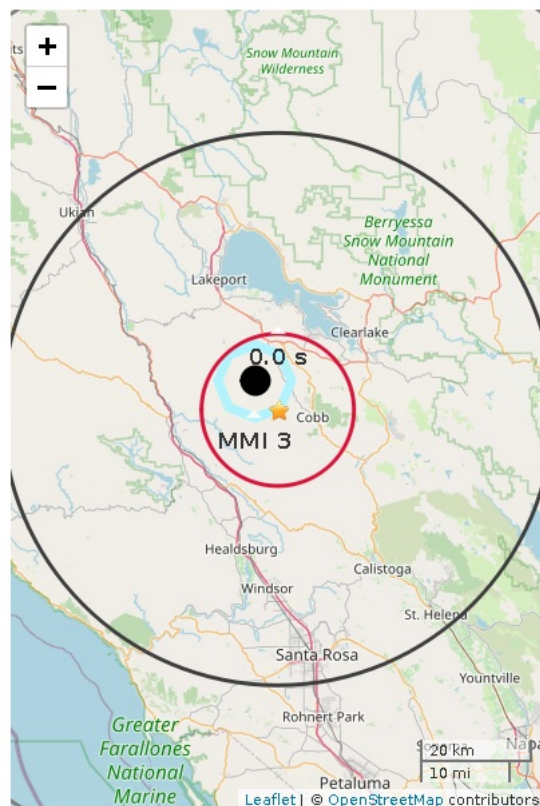 +
Snow Mountain
Wilderness
−
Ukiah
Berryessa
Snow Mountain
National
Monument
Lakeport
Clearlake
0.0 s
Cobb
MMI 3
Healdsburg
Calistoga
Windsor
St. Helena
Santa Rosa
Yountville
Rohnert Park
Greater
Farallones
National
Marine
20 km
10 mi
Petaluma
Leaflet | © OpenStreetMap contributors